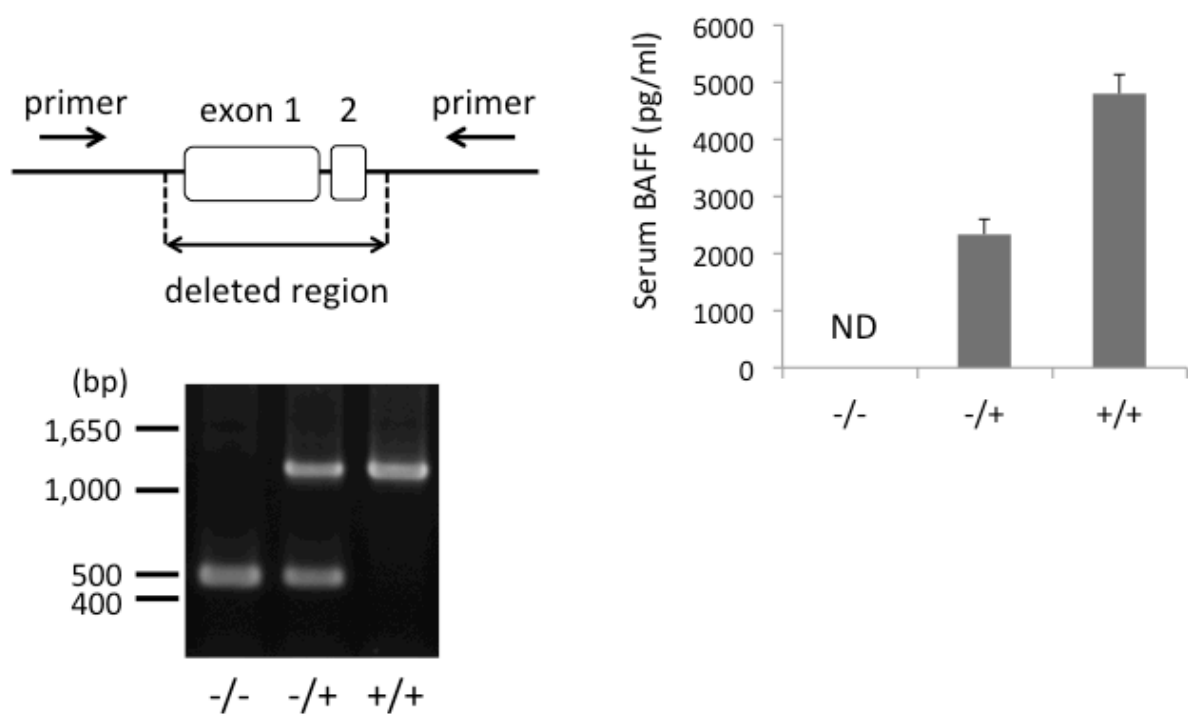 primer
exon 1
2
primer
deleted region
(bp)
1,650
1,000
500
400
-/-
-/+
+/+
Serum BAFF (pg/ml)
6000
5000
4000
3000
2000
1000
0
ND
-/-
-/+
+/+